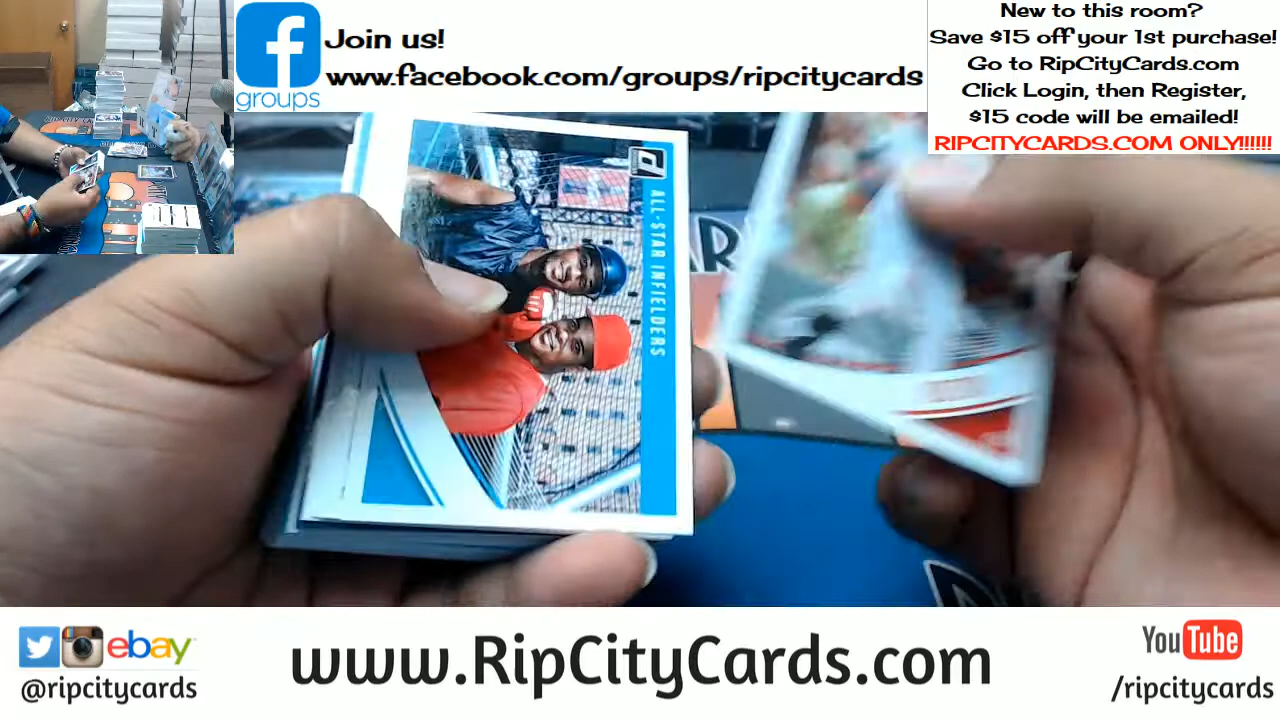 Join us!
www.facebook.com/groups/ripcitycards
groups
New to this room?
Save $15 off your 1st purchase!
Go to RipCityCards.com
Click Login, then Register,
$15 code will be emailed!
RIPCITYCARDS.COM ONLY!!!!!!
ALL-STAR INFIELDERS
ebay
@ripcitycards
www.RipCityCards.com
YouTube
/ripcitycards